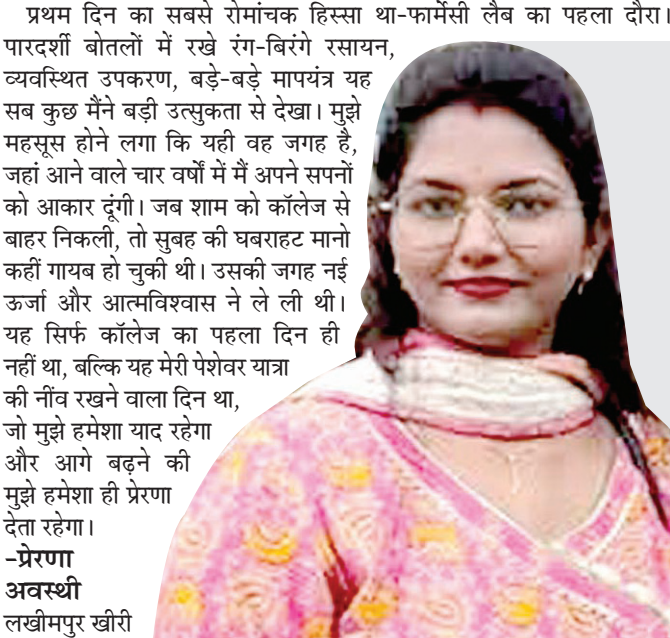 प्रथम दिन का सबसे रोमांचक हिस्सा था-फार्मेसी लैब का पहला दौरा।
पारदर्शी बोतलों में रखे रंग-बिरंगे रसायन,
व्यवस्थित उपकरण, बड़े-बड़े मापयंत्र यह
सब कुछ मैंने बड़ी उत्सुकता से देखा। मुझे
महसूस होने लगा कि यही वह जगह है,
जहां आने वाले चार वर्षों में मैं अपने सपनों
को आकार दूंगी। जब शाम को कॉलेज से
बाहर निकली, तो सुबह की घबराहट मानो
कहीं गायब हो चुकी थी। उसकी जगह नई
ऊर्जा और आत्मविश्वास ने ले ली थी।
यह सिर्फ कॉलेज का पहला दिन ही
नहीं था, बल्कि यह मेरी पेशेवर यात्रा
की नींव रखने वाला दिन था,
जो मुझे हमेशा याद रहेगा
और आगे बढ़ने की
मुझे हमेशा ही प्रेरणा
देता रहेगा।
-प्रेरणा
अवस्थी
लखीमपुर खीरी